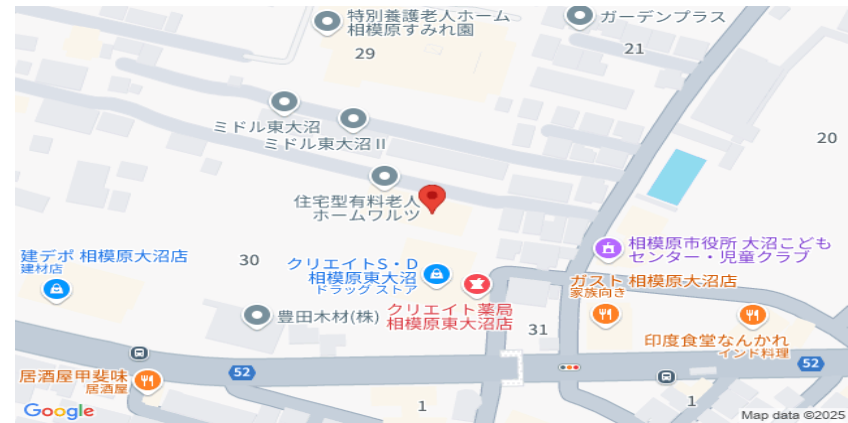 特別養護老人ホーム
相模原すみれ園
ガーデンプラス
29
21
20
ミドル東大沼
ミドル東大沼Ⅱ
住宅型有料老人
ホームワルツ
建デポ 相模原大沼店
建材店
30
クリエイトS・D
相模原東大沼
ドラッグ ストア
相模原市役所 大沼こども
センター・児童クラブ
ガスト 相模原大沼店
家族向き
クリエイト薬局
相模原東大沼店
豊田木材(株)
31
印度食堂なんかれ
インド料理
52
52
居酒屋甲斐味
居酒屋
1
1
Google
Map data ©2025